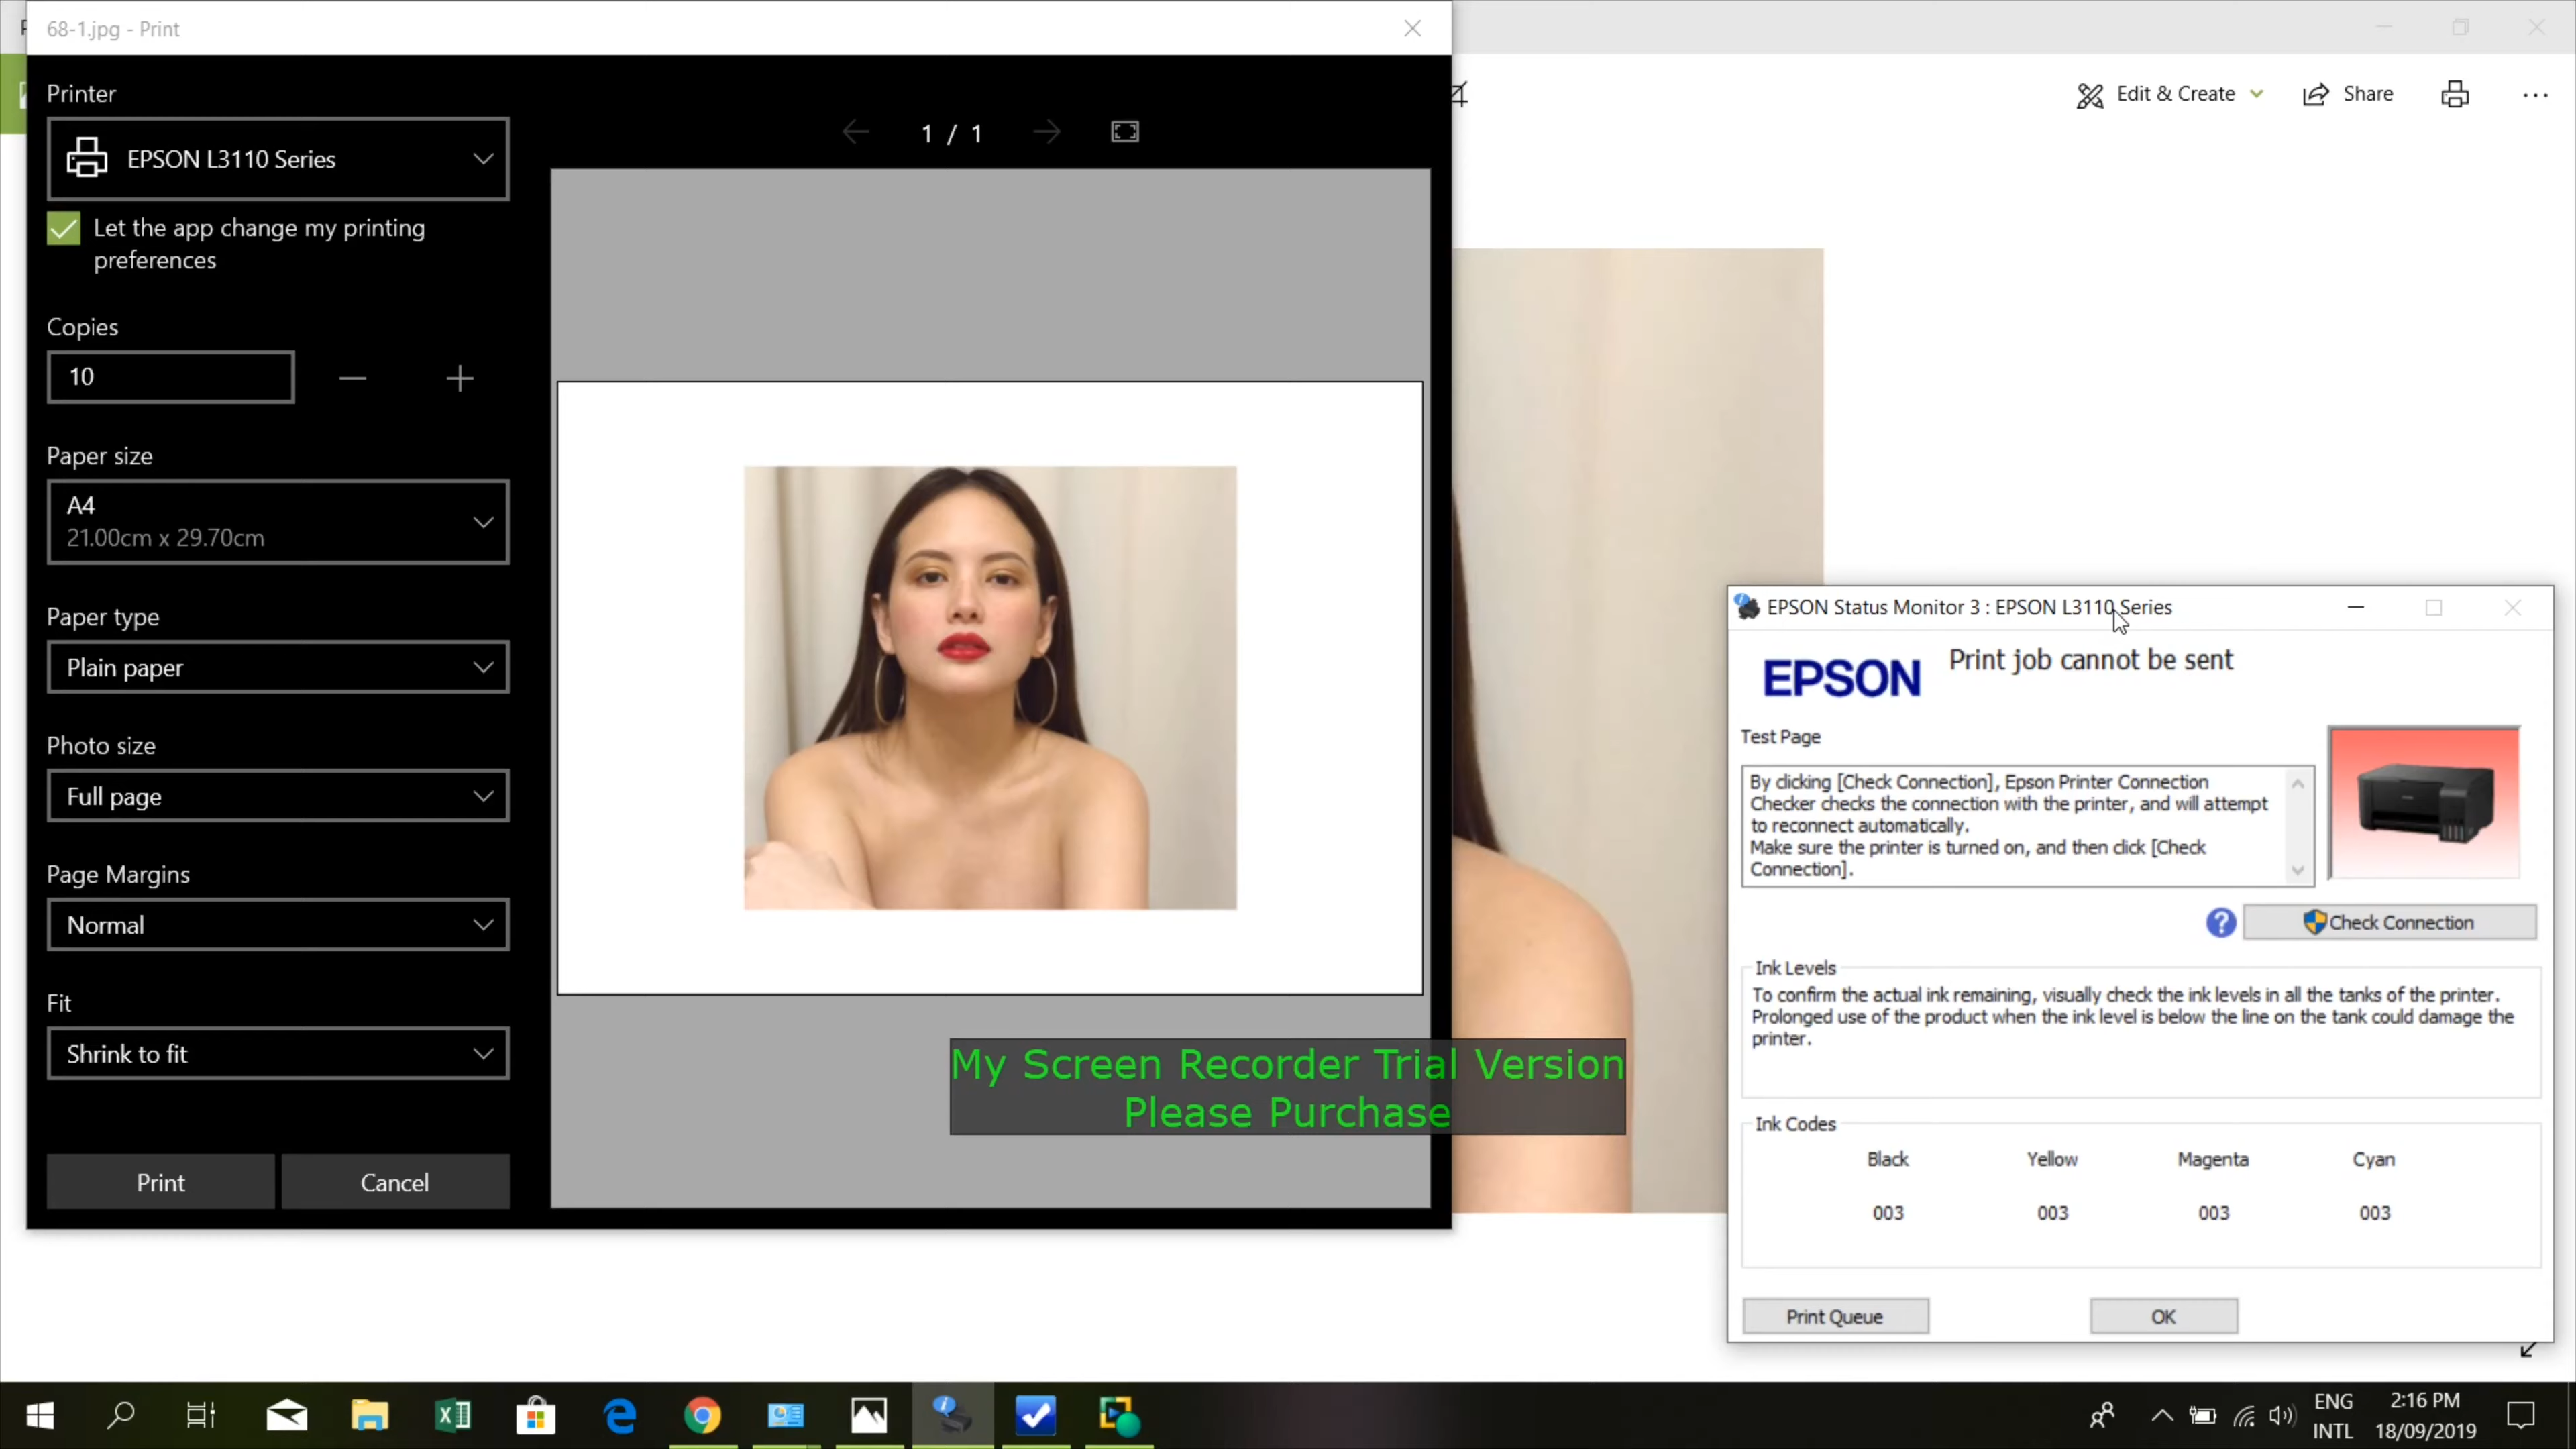 68-1.jpg - Print
Printer
EPSON L3110 Series
Let the app change my printing
preferences
Copies
10
Paper size
A4
21.00cm x 29.70cm
Paper type
Plain paper
Photo size
Full page
Page Margins
Normal
Fit
Shrink to fit
Print
Cancel
1 / 1
Edit & Create
Share
My Screen Recorder Trial Version
Please Purchase
EPSON Status Monitor 3 : EPSON L3110 Series
EPSON
Print job cannot be sent
Test Page
By clicking [Check Connection], Epson Printer Connection
Checker checks the connection with the printer, and will attempt
to reconnect automatically.
Make sure the printer is turned on, and then click [Check
Connection].
Check Connection
Ink Levels
To confirm the actual ink remaining, visually check the ink levels in all the tanks of the printer.
Prolonged use of the product when the ink level is below the line on the tank could damage the
printer.
Ink Codes
Black Yellow Magenta Cyan
003 003 003 003
Print Queue
OK
ENG
INTL
2:16 PM
18/09/2019